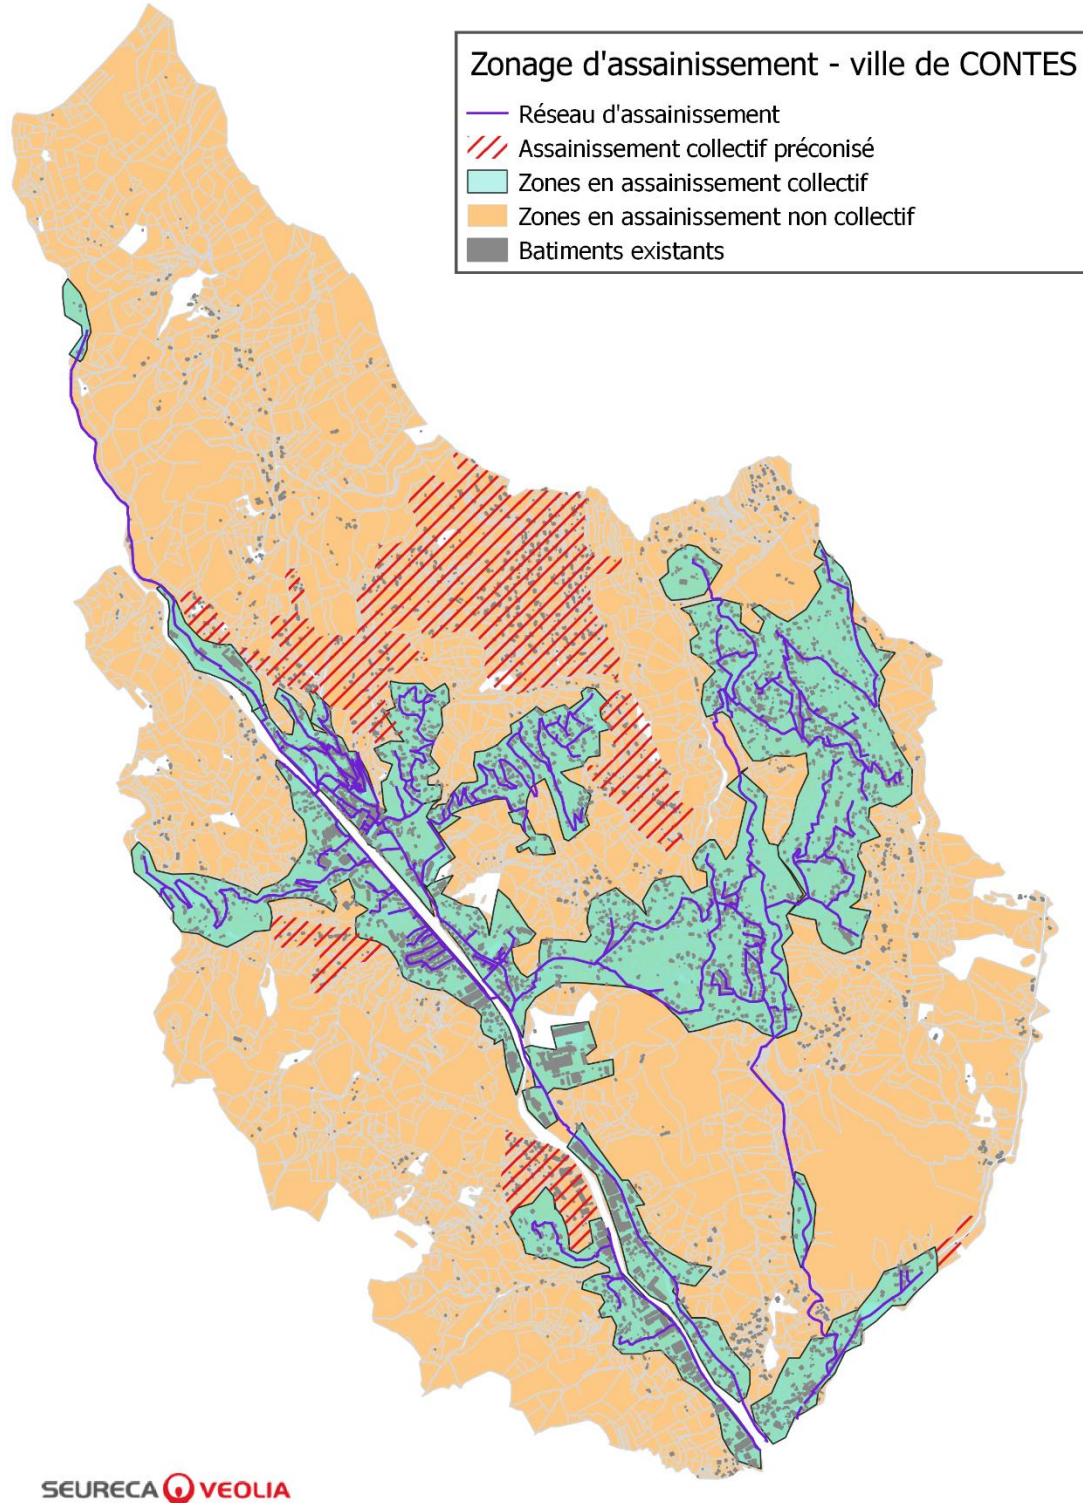 Zonage d'assainissement - ville de CONTES
Réseau d'assainissement
Assainissement collectif préconisé
Zones en assainissement collectif
Zones en assainissement non collectif
Batiments existants
SEURECA VEOLIA